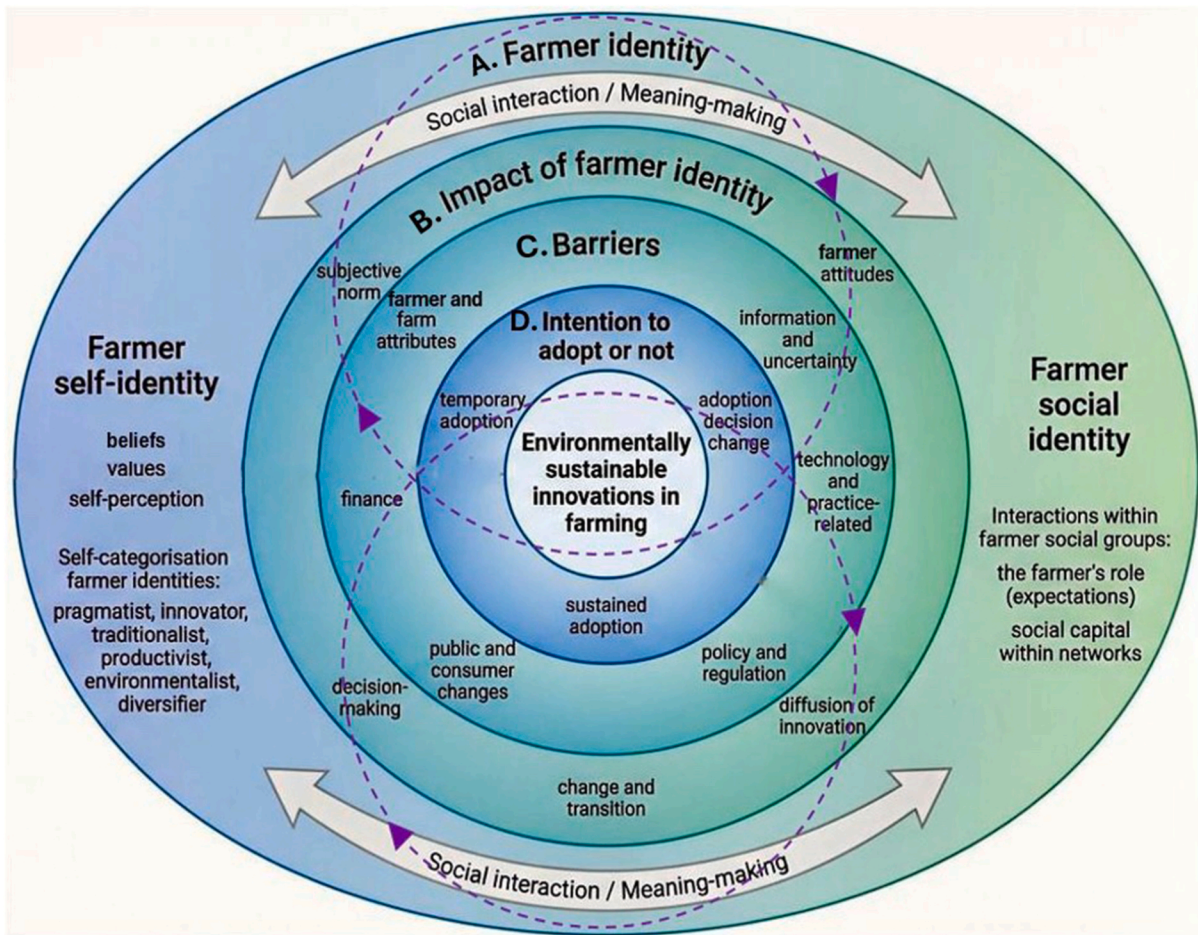 A. Farmer identity
Social interaction / Meaning-making
B. Impact of farmer identity
C. Barriers
subjective
norm
farmer
attitudes
farmer and
farm
attributes
information
and
uncertainty
D. Intention to
adopt or not
temporary
adoption
adoption
decision
change
Environmentally
sustainable
innovations in
farming
finance
technology
and
practice-
related
sustained
adoption
public and
consumer
changes
policy and
regulation
decision-
making
diffusion of
innovation
change and
transition
Social interaction / Meaning-making
Farmer
self-identity
beliefs
values
self-perception
Self-categorisation
farmer identities:
pragmatist, innovator,
traditionalist,
productivist,
environmentalist,
diversifier
Farmer
social
identity
Interactions within
farmer social groups:
the farmer's role
(expectations)
social capital
within networks